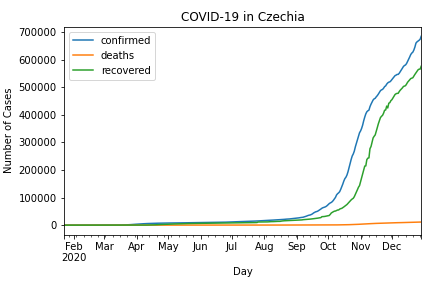 COVID-19 in Czechia
confirmed
deaths
recovered
Number of Cases
700000
600000
500000
400000
300000
200000
100000
0
Feb Mar Apr May Jun Jul Aug Sep Oct Nov Dec
2020
Day